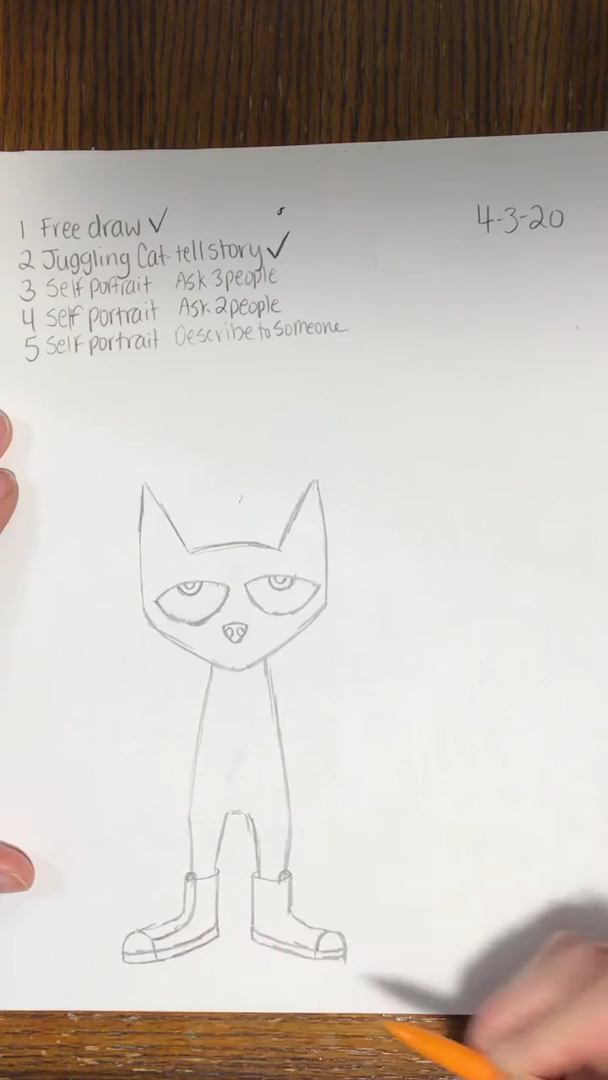 1 Free draw ✓
4-3-20
2 Juggling Cat-tell story ✓
3 Self portrait Ask 3 people
4 Self portrait Ask 2 people
5 Self portrait Describe to someone